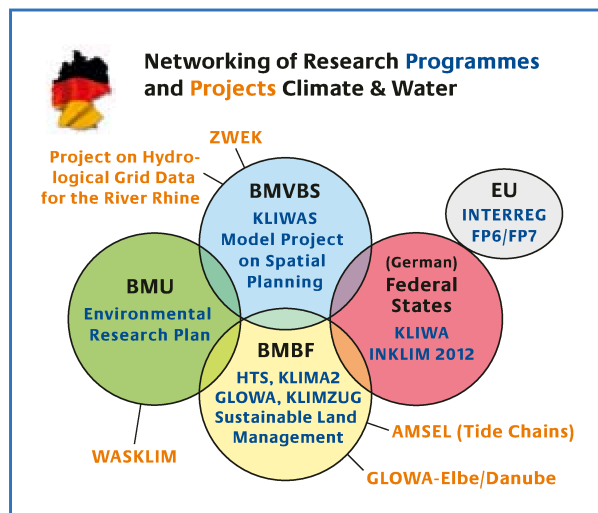 Networking of Research Programmes
and Projects Climate & Water
ZWEK
Project on Hydro-
logical Grid Data
for the River Rhine
BMVBS
KLIWAS
Model Project
on Spatial
Planning
EU
INTERREG
FP6/FP7
BMU
Environmental
Research Plan
(German)
Federal
States
KLIWA
INKLIM 2012
BMBF
HTS, KLIMA2
GLOWA, KLIMZUG
Sustainable Land
Management
WASKLIM
AMSEL (Tide Chains)
GLOWA-Elbe/Danube